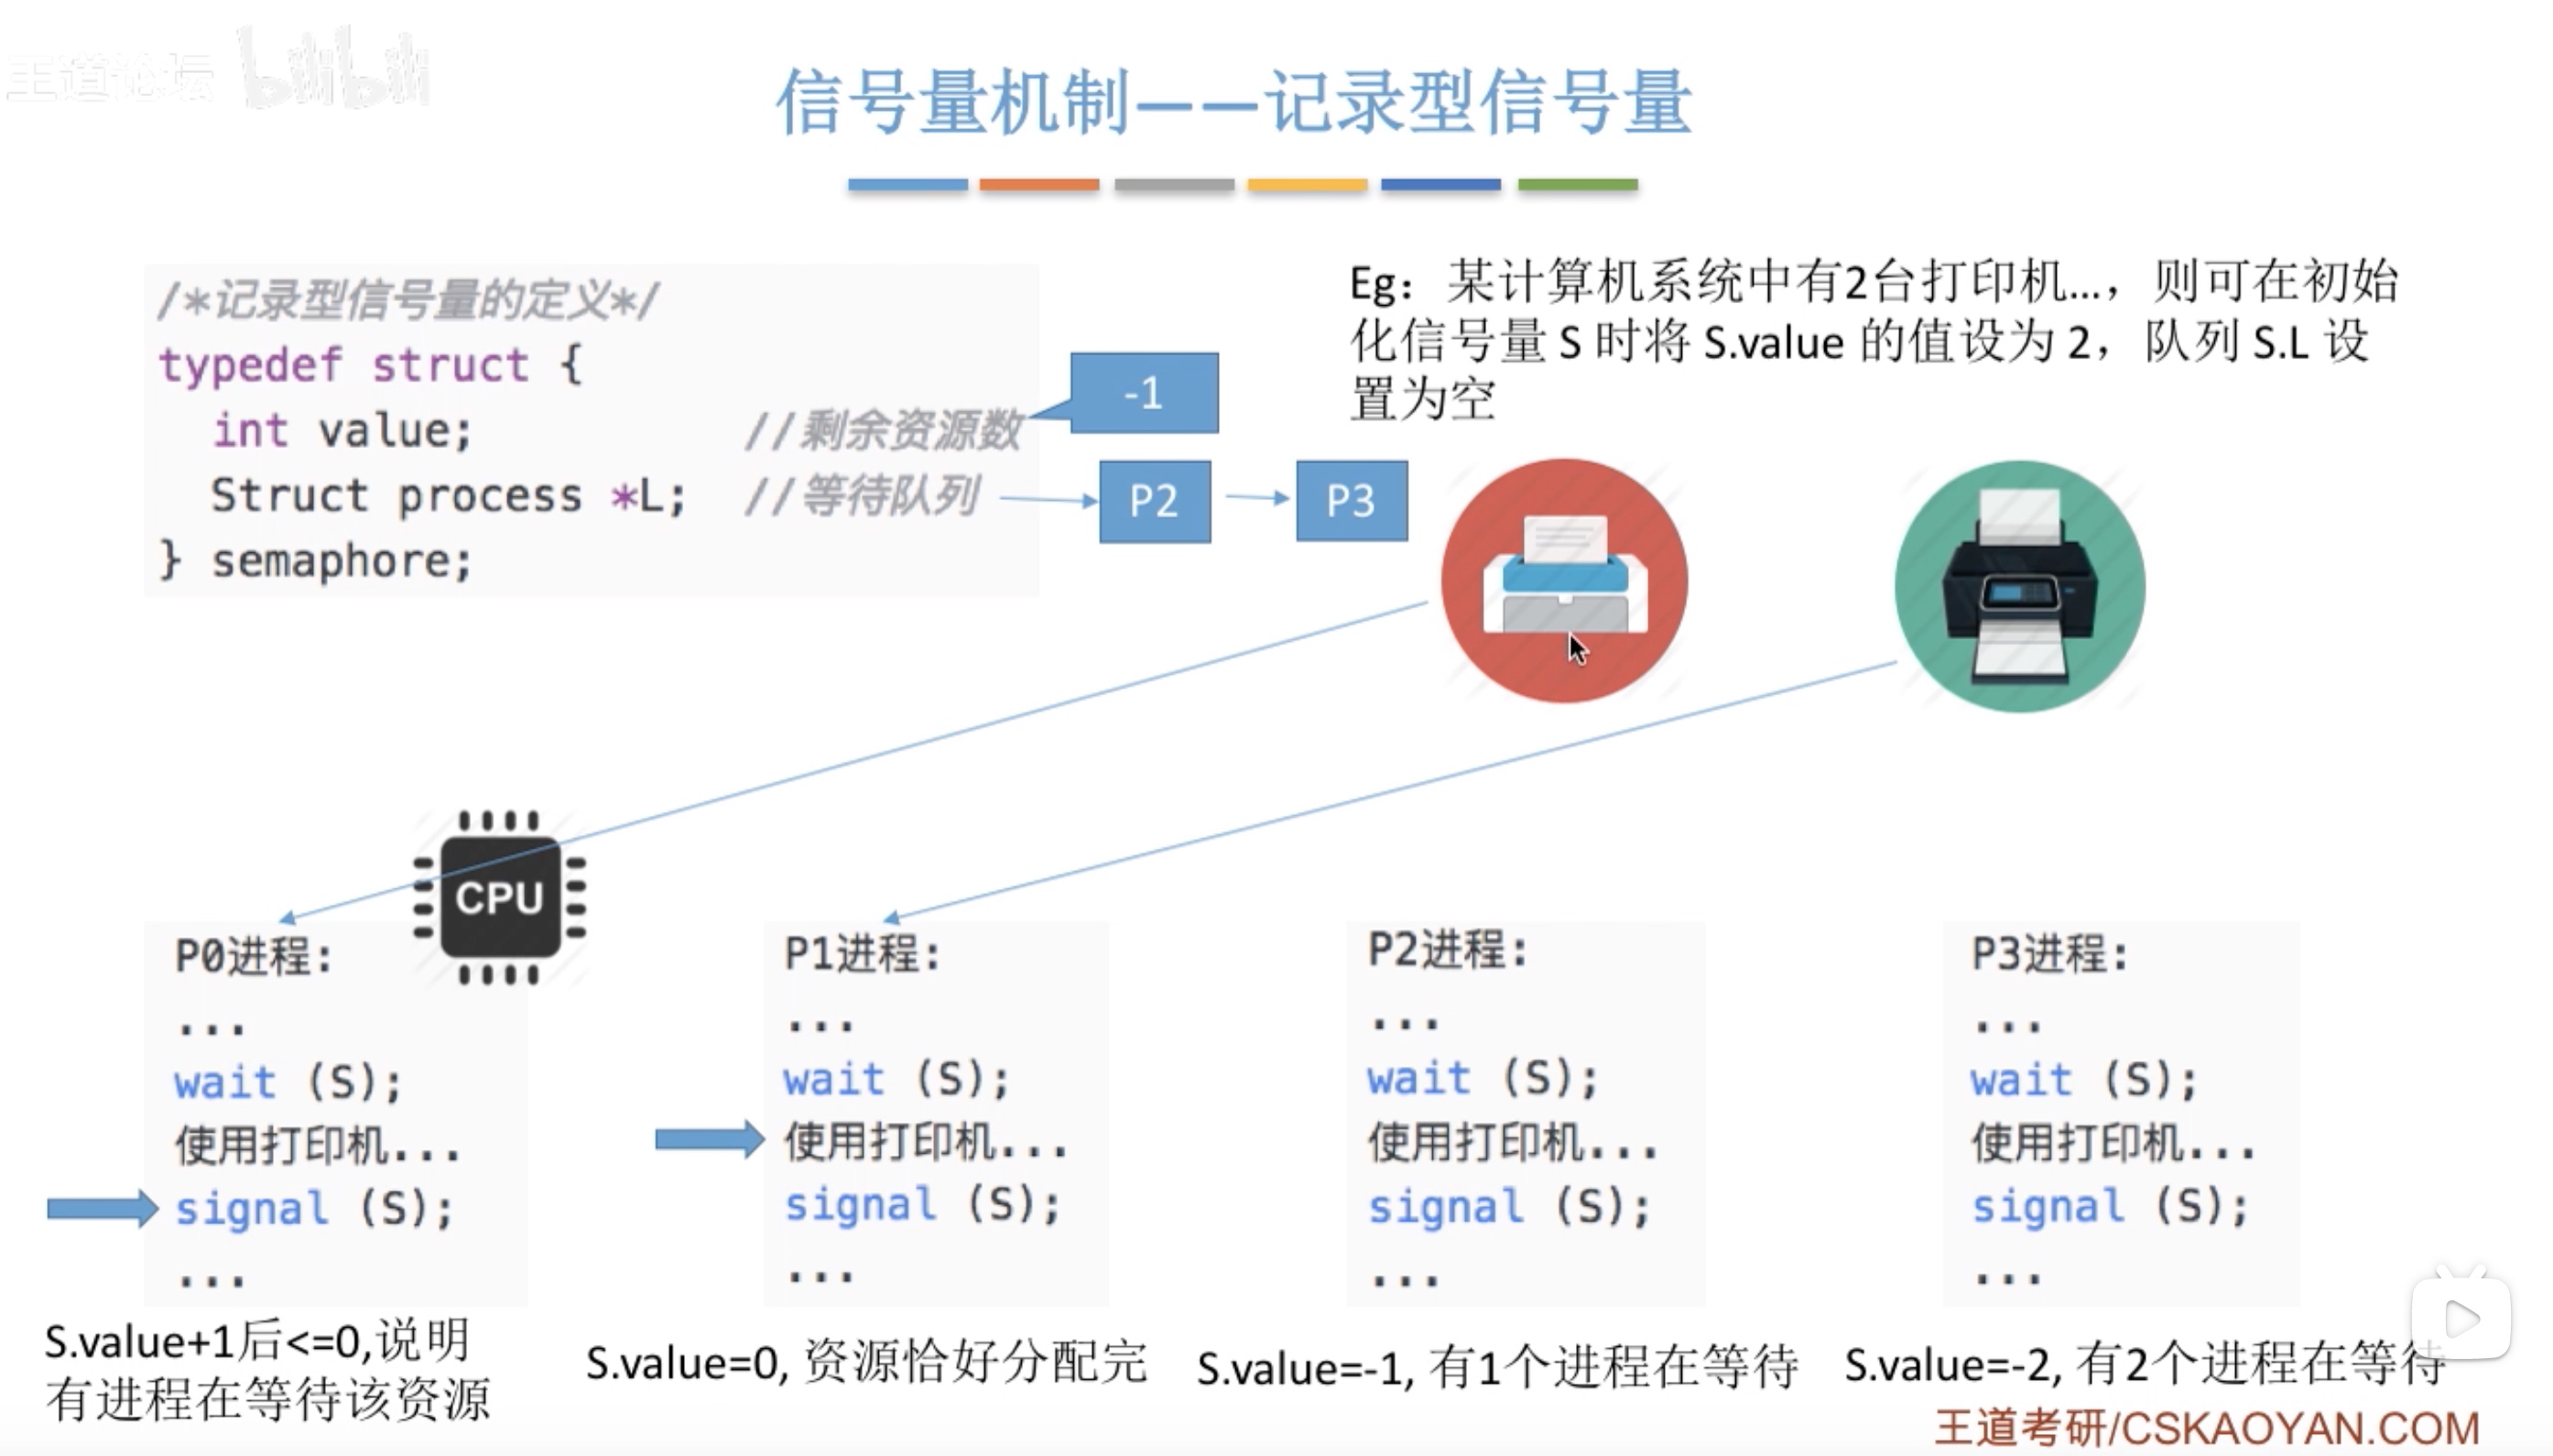 王道论坛 bilibili
信号量机制——记录型信号量
/*记录型信号量的定义*/
typedef struct {
int value; //剩余资源数
Struct process *L; //等待队列
} semaphore;
-1
P2
P3
Eg：某计算机系统中有2台打印机...，则可在初始
化信号量 S 时将 S.value 的值设为 2，队列 S.L 设
置为空
CPU
P0进程:
...
wait (S);
使用打印机...
signal (S);
...
S.value+1后<=0,说明
有进程在等待该资源
P1进程:
...
wait (S);
使用打印机...
signal (S);
...
S.value=0, 资源恰好分配完
P2进程:
...
wait (S);
使用打印机...
signal (S);
...
S.value=-1, 有1个进程在等待
P3进程:
...
wait (S);
使用打印机...
signal (S);
...
S.value=-2, 有2个进程在等待
王道考研/CSKAOYAN.COM